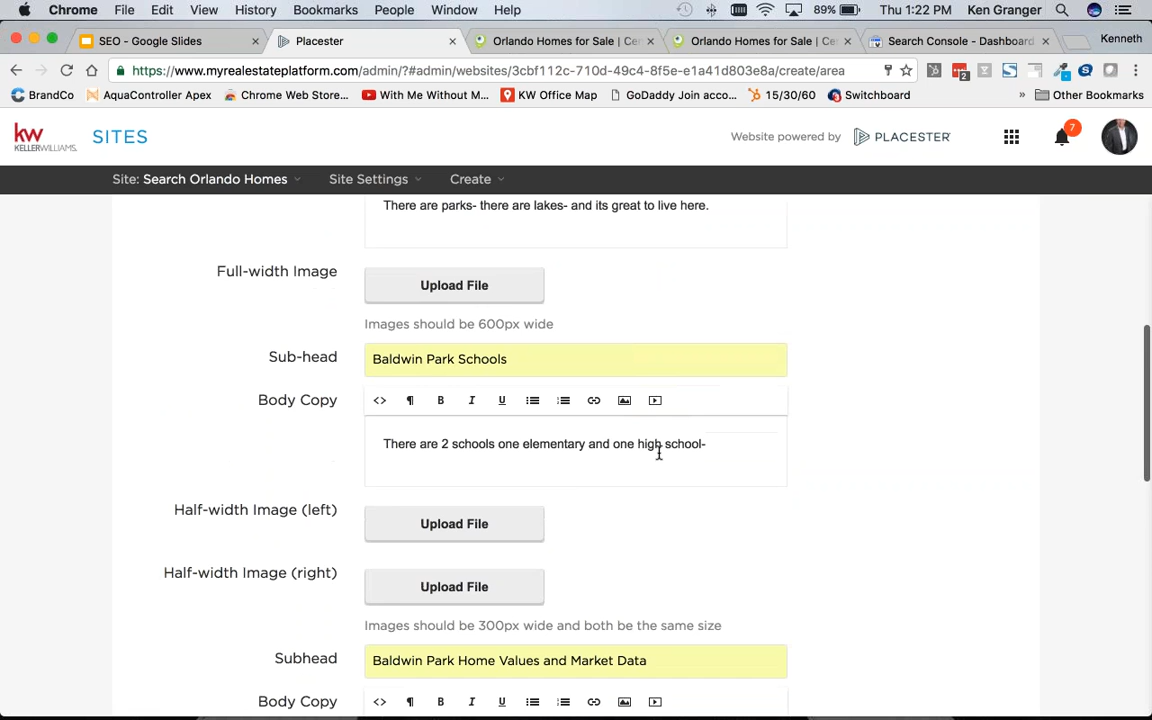 Chrome File Edit View History Bookmarks People Window Help 89% Thu 1:22 PM Ken Granger
SEO - Google Slides Placester Orlando Homes for Sale | Ce Orlando Homes for Sale | Ce Search Console - Dashboard Kenneth
https://www.myrealestateplatform.com/admin/?#admin/websites/3cbf112c-710d-49c4-8f5e-e1a41d803e8a/create/area 2
BrandCo AquaController Apex Chrome Web Store... With Me Without M... KW Office Map GoDaddy Join acco... 15/30/60 Switchboard » Other Bookmarks
kw KELLERWILLIAMS. SITES Website powered by PLACESTER 7
Site: Search Orlando Homes Site Settings Create
There are parks- there are lakes- and its great to live here.
Full-width Image Upload File
Images should be 600px wide
Sub-head Baldwin Park Schools
Body Copy <> ¶ B I U
There are 2 schools one elementary and one high school-
Half-width Image (left) Upload File
Half-width Image (right) Upload File
Images should be 300px wide and both be the same size
Subhead Baldwin Park Home Values and Market Data
Body Copy <> ¶ B I U